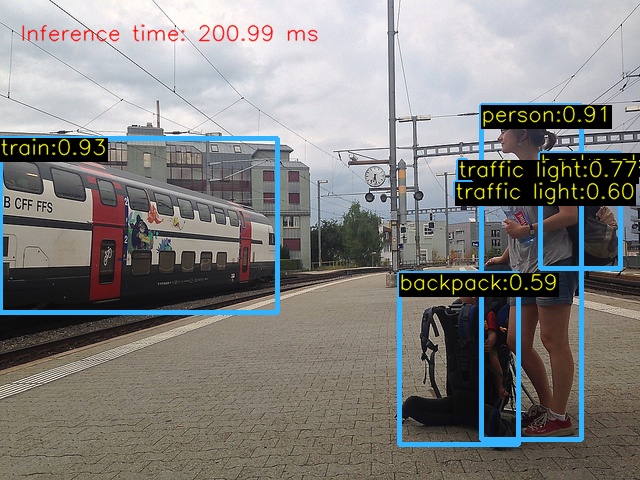 Inference time: 200.99 ms
person:0.91
train:0.93
traffic light:0.77
traffic light:0.60
B CFF FFS
backpack:0.59